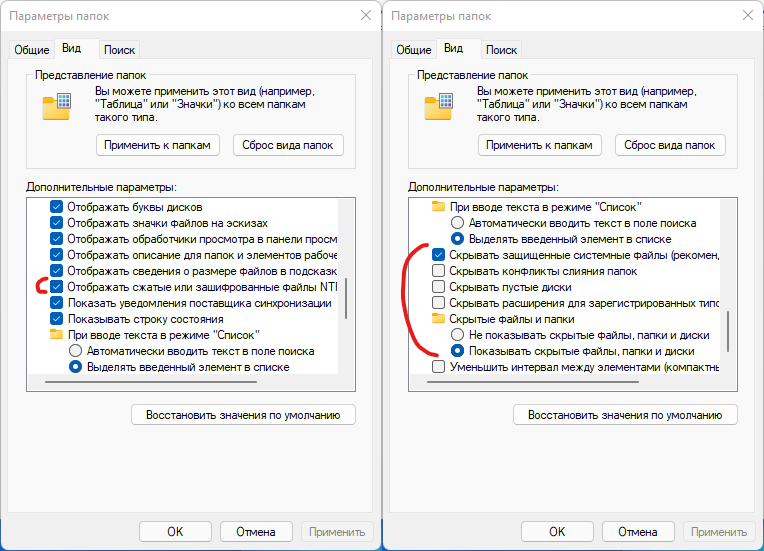 Параметры папок
Общие
Вид
Поиск
Представление папок
Вы можете применить этот вид (например,
"Таблица" или "Значки") ко всем папкам
такого типа.
Применить к папкам
Сброс вида папок
Дополнительные параметры:
Отображать буквы дисков
Отображать значки файлов на эскизах
Отображать обработчики просмотра в панели просм
Отображать описание для папок и элементов рабоче
Отображать сведения о размере файлов в подсказк
Отображать сжатые или зашифрованные файлы NTF
Показать уведомления поставщика синхронизации
Показывать строку состояния
При вводе текста в режиме "Список"
Автоматически вводить текст в поле поиска
Выделять введенный элемент в списке
Восстановить значения по умолчанию
OK
Отмена
Применить
Параметры папок
Общие
Вид
Поиск
Представление папок
Вы можете применить этот вид (например,
"Таблица" или "Значки") ко всем папкам
такого типа.
Применить к папкам
Сброс вида папок
Дополнительные параметры:
При вводе текста в режиме "Список"
Автоматически вводить текст в поле поиска
Выделять введенный элемент в списке
Скрывать защищенные системные файлы (рекомен,
Скрывать конфликты слияния папок
Скрывать пустые диски
Скрывать расширения для зарегистрированных типо
Скрытые файлы и папки
Не показывать скрытые файлы, папки и диски
Показывать скрытые файлы, папки и диски
Уменьшить интервал между элементами (компактны
Восстановить значения по умолчанию
OK
Отмена
Применить